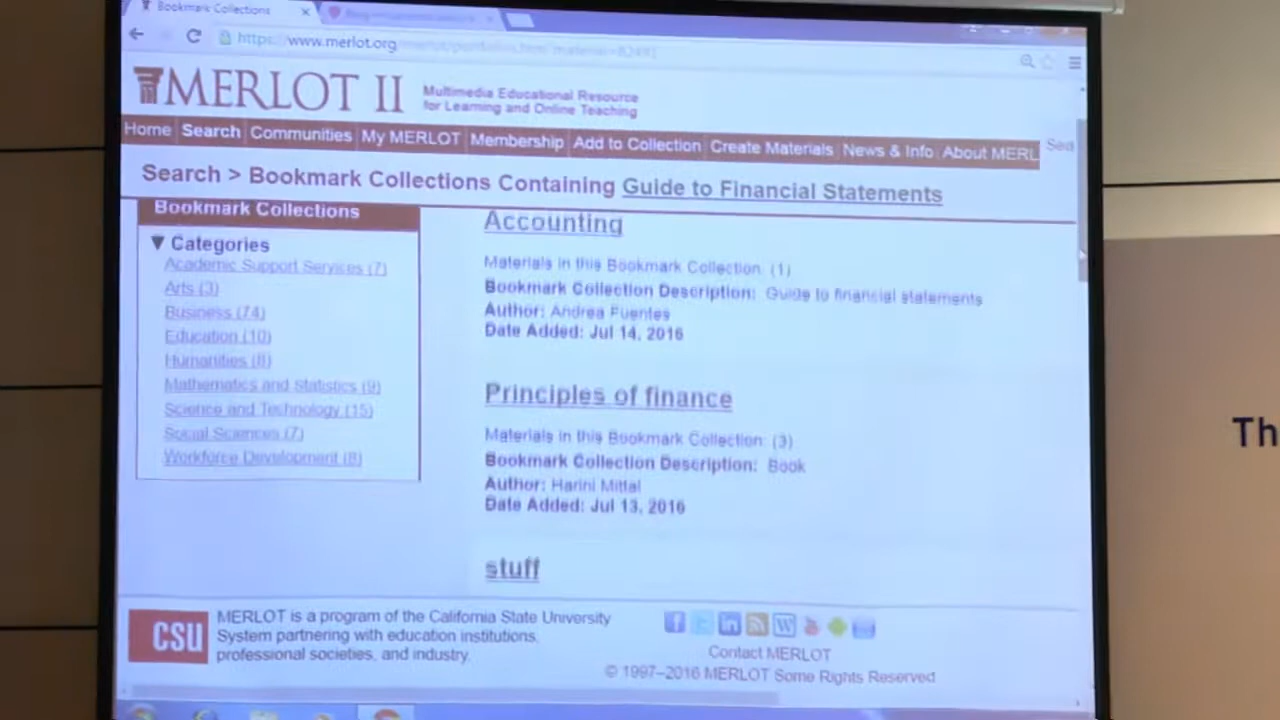 Bookmark Collections
https://www.merlot.org
MERLOT II
Multimedia Educational Resource
for Learning and Online Teaching
Home Search Communities My MERLOT Membership Add to Collection Create Materials News & Info About MERL
Search > Bookmark Collections Containing Guide to Financial Statements
Bookmark Collections
▼ Categories
Academic Support Services (7)
Arts (3)
Business (74)
Education (10)
Humanities (8)
Mathematics and Statistics (9)
Science and Technology (15)
Social Sciences (7)
Workforce Development (8)
Accounting
Materials in this Bookmark Collection: (1)
Bookmark Collection Description: Guide to financial statements
Author: Andrea Fuentes
Date Added: Jul 14, 2016
Principles of finance
Materials in this Bookmark Collection: (3)
Bookmark Collection Description: Book
Author: Harini Mittal
Date Added: Jul 13, 2016
stuff
CSU
MERLOT is a program of the California State University
System partnering with education institutions,
professional societies, and industry.
Contact MERLOT
© 1997–2016 MERLOT Some Rights Reserved
Th